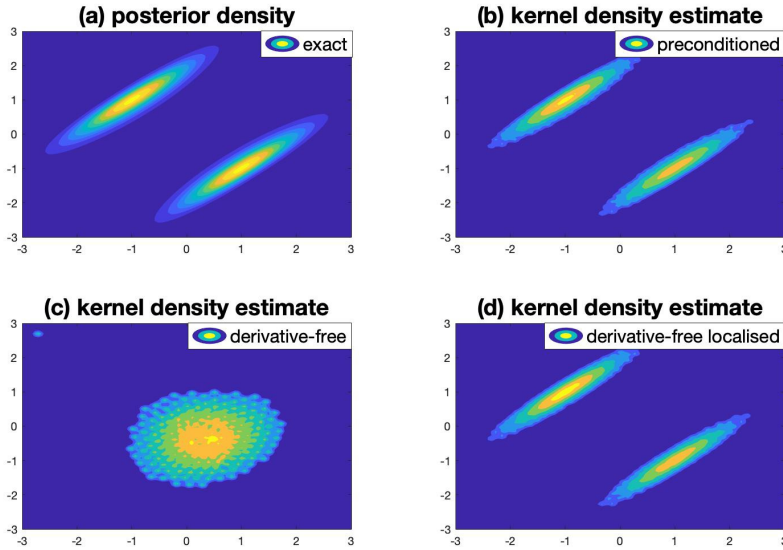 (a) posterior density
exact
3
2
1
0
-1
-2
-3
-3 -2 -1 0 1 2 3
(b) kernel density estimate
preconditioned
3
2
1
0
-1
-2
-3
-3 -2 -1 0 1 2 3
(c) kernel density estimate
derivative-free
3
2
1
0
-1
-2
-3
-3 -2 -1 0 1 2 3
(d) kernel density estimate
derivative-free localised
3
2
1
0
-1
-2
-3
-3 -2 -1 0 1 2 3